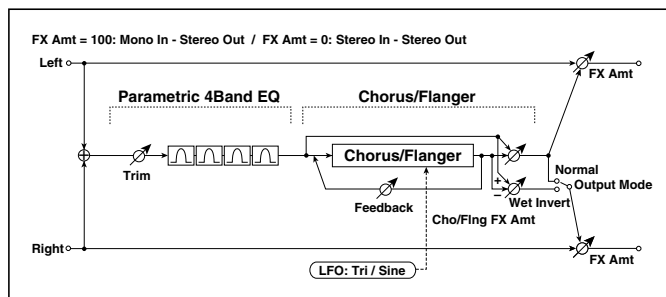 FX Amt = 100: Mono In - Stereo Out / FX Amt = 0: Stereo In - Stereo Out
Left
FX Amt
Parametric 4Band EQ
Chorus/Flanger
Chorus/Flanger
Normal
Output Mode
Trim
+
−
Feedback
Wet Invert
Cho/Flng FX Amt
Right
FX Amt
LFO: Tri / Sine